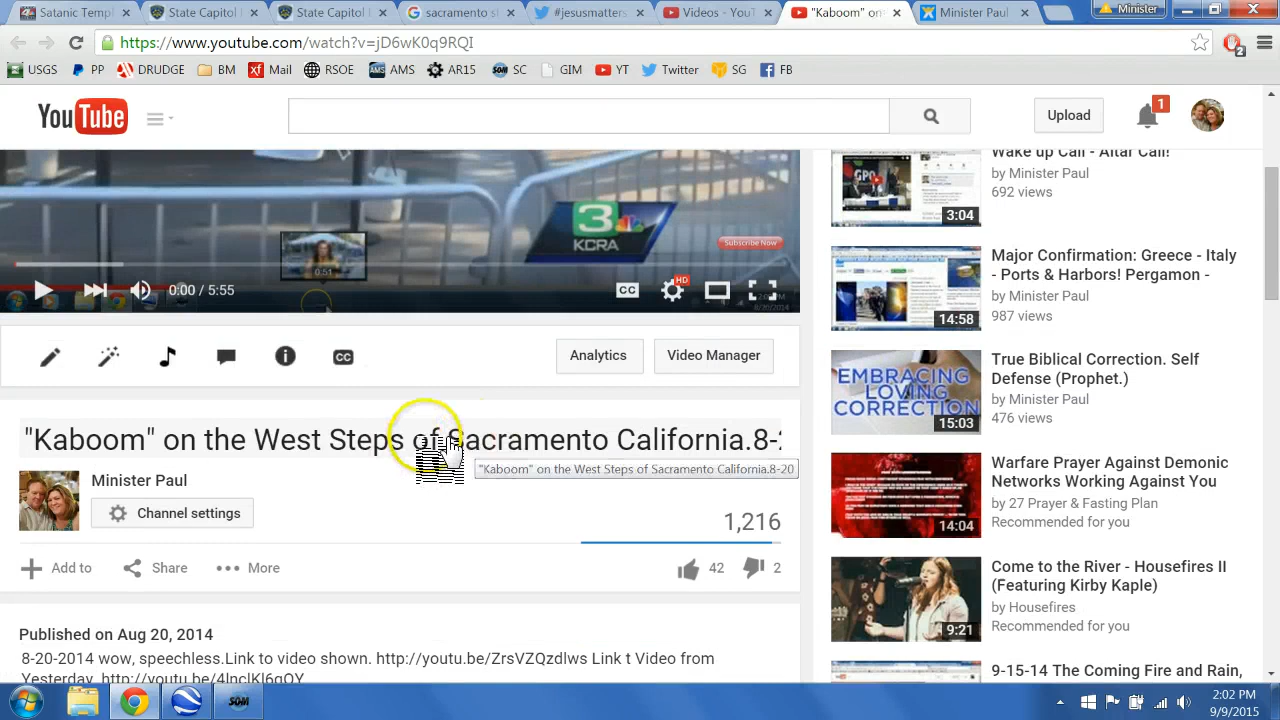 Satanic Templ
State Capitol
State Capitol E
sacramento st
themattersm
Videos - YouTu
"Kaboom" on
Minister Paul
Minister
https://www.youtube.com/watch?v=jD6wK0q9RQI
2
USGS PP DRUDGE BM Mail RSOE AMS AR15 SC GIM YT Twitter SG FB
YouTube
Upload
1
Wake up Call - Altar Call!
by Minister Paul
692 views
3:04
3
KCRA
Subscribe Now
0:51
0:00 / 5:55
CC
HD
Major Confirmation: Greece - Italy
- Ports & Harbors! Pergamon -
by Minister Paul
987 views
14:58
CC
Analytics
Video Manager
True Biblical Correction. Self
Defense (Prophet.)
by Minister Paul
476 views
EMBRACING
LOVING
CORRECTION
15:03
"Kaboom" on the West Steps of Sacramento California.8-2
"Kaboom" on the West Steps of Sacramento California.8-20
Minister Paul
Channel settings
1,216
Add to
Share
More
42
2
Warfare Prayer Against Demonic
Networks Working Against You
by 27 Prayer & Fasting Plan
Recommended for you
14:04
Come to the River - Housefires II
(Featuring Kirby Kaple)
by Housefires
Recommended for you
9:21
Published on Aug 20, 2014
8-20-2014 wow, speechless.Link to video shown. http://youtu.be/ZrsVZQzdlws Link t Video from
9-15-14 The Coming Fire and Rain,
2:02 PM
9/9/2015